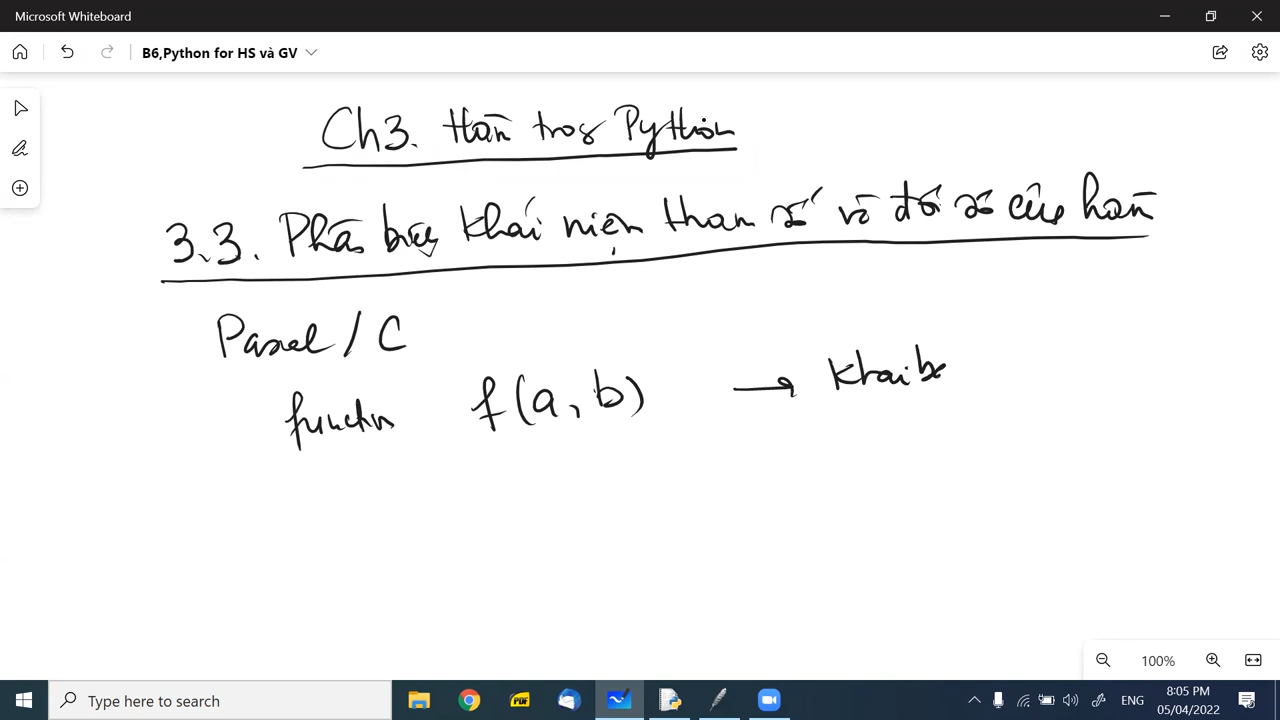 Microsoft Whiteboard
B6,Python for HS và GV
Ch3. Hàm trong Python
3.3. Phân biệt khái niệm tham số và đối số của hàm
Pascal / C
function f(a, b) → khai b
100%
Type here to search
PDF
ENG
8:05 PM
05/04/2022